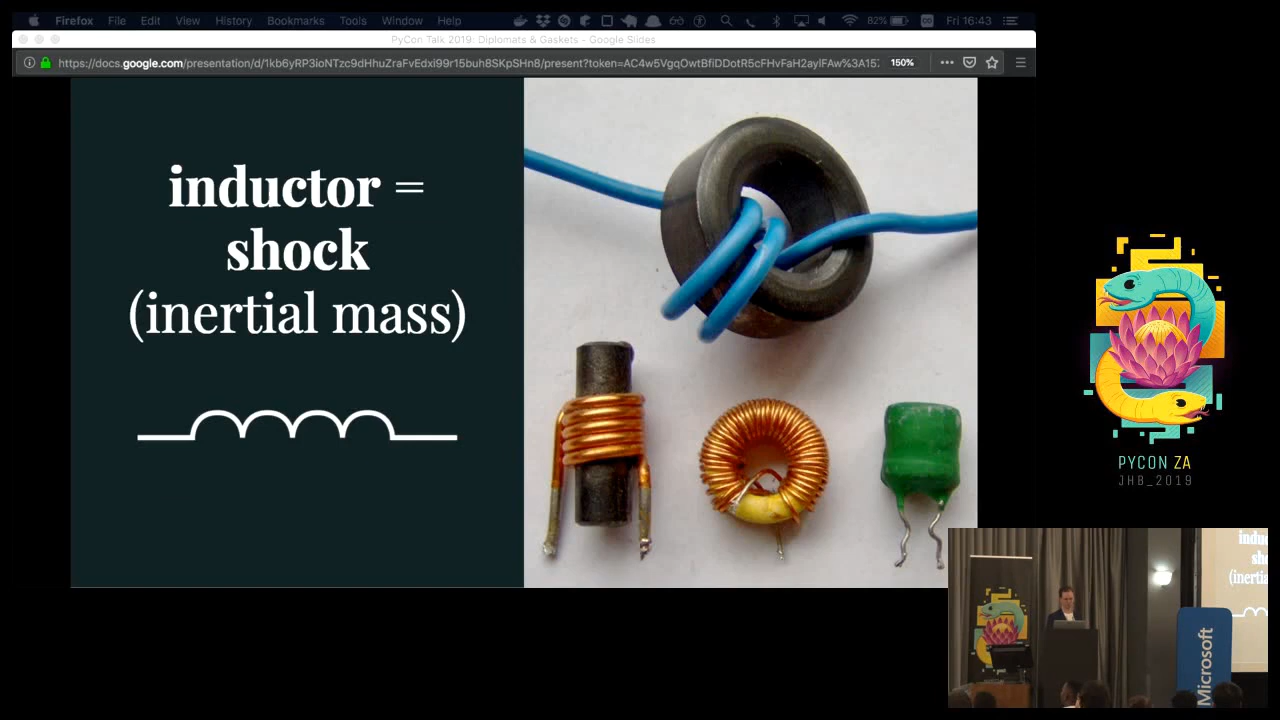 Firefox File Edit View History Bookmarks Tools Window Help 82% Fri 16:43
PyCon Talk 2019: Diplomats & Gaskets - Google Slides
150%
inductor =
shock
(inertial mass)
PYCON ZA
JHB_2019
Microsoft